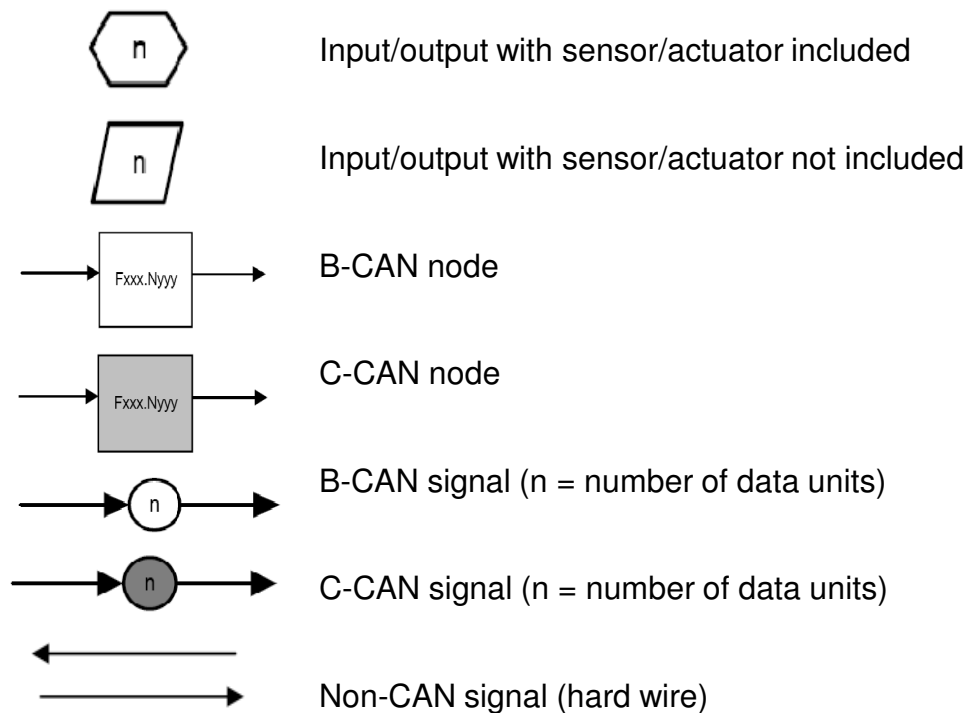 n Input/output with sensor/actuator included
n Input/output with sensor/actuator not included
Fxxx.Nyyy B-CAN node
Fxxx.Nyyy C-CAN node
n B-CAN signal (n = number of data units)
n C-CAN signal (n = number of data units)
Non-CAN signal (hard wire)